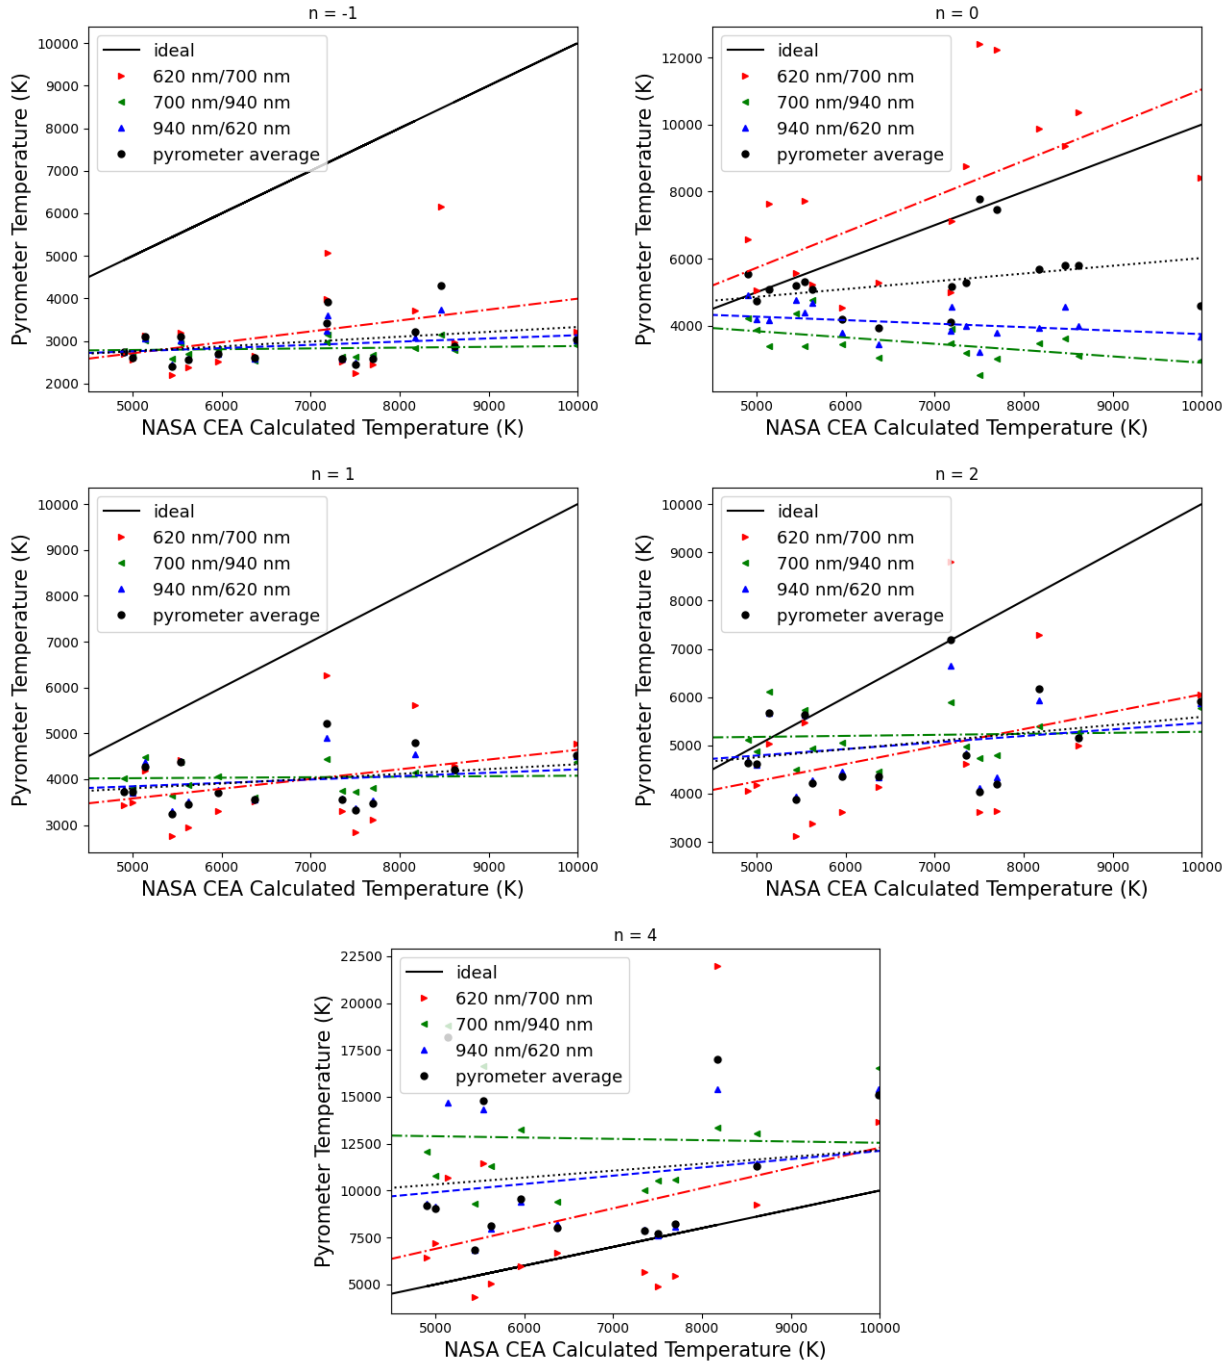 n = -1
ideal
620 nm/700 nm
700 nm/940 nm
940 nm/620 nm
pyrometer average
Pyrometer Temperature (K)
10000
9000
8000
7000
6000
5000
4000
3000
2000
5000 6000 7000 8000 9000 10000
NASA CEA Calculated Temperature (K)
n = 0
ideal
620 nm/700 nm
700 nm/940 nm
940 nm/620 nm
pyrometer average
Pyrometer Temperature (K)
12000
10000
8000
6000
4000
5000 6000 7000 8000 9000 10000
NASA CEA Calculated Temperature (K)
n = 1
ideal
620 nm/700 nm
700 nm/940 nm
940 nm/620 nm
pyrometer average
Pyrometer Temperature (K)
10000
9000
8000
7000
6000
5000
4000
3000
5000 6000 7000 8000 9000 10000
NASA CEA Calculated Temperature (K)
n = 2
ideal
620 nm/700 nm
700 nm/940 nm
940 nm/620 nm
pyrometer average
Pyrometer Temperature (K)
10000
9000
8000
7000
6000
5000
4000
3000
5000 6000 7000 8000 9000 10000
NASA CEA Calculated Temperature (K)
n = 4
ideal
620 nm/700 nm
700 nm/940 nm
940 nm/620 nm
pyrometer average
Pyrometer Temperature (K)
22500
20000
17500
15000
12500
10000
7500
5000
5000 6000 7000 8000 9000 10000
NASA CEA Calculated Temperature (K)